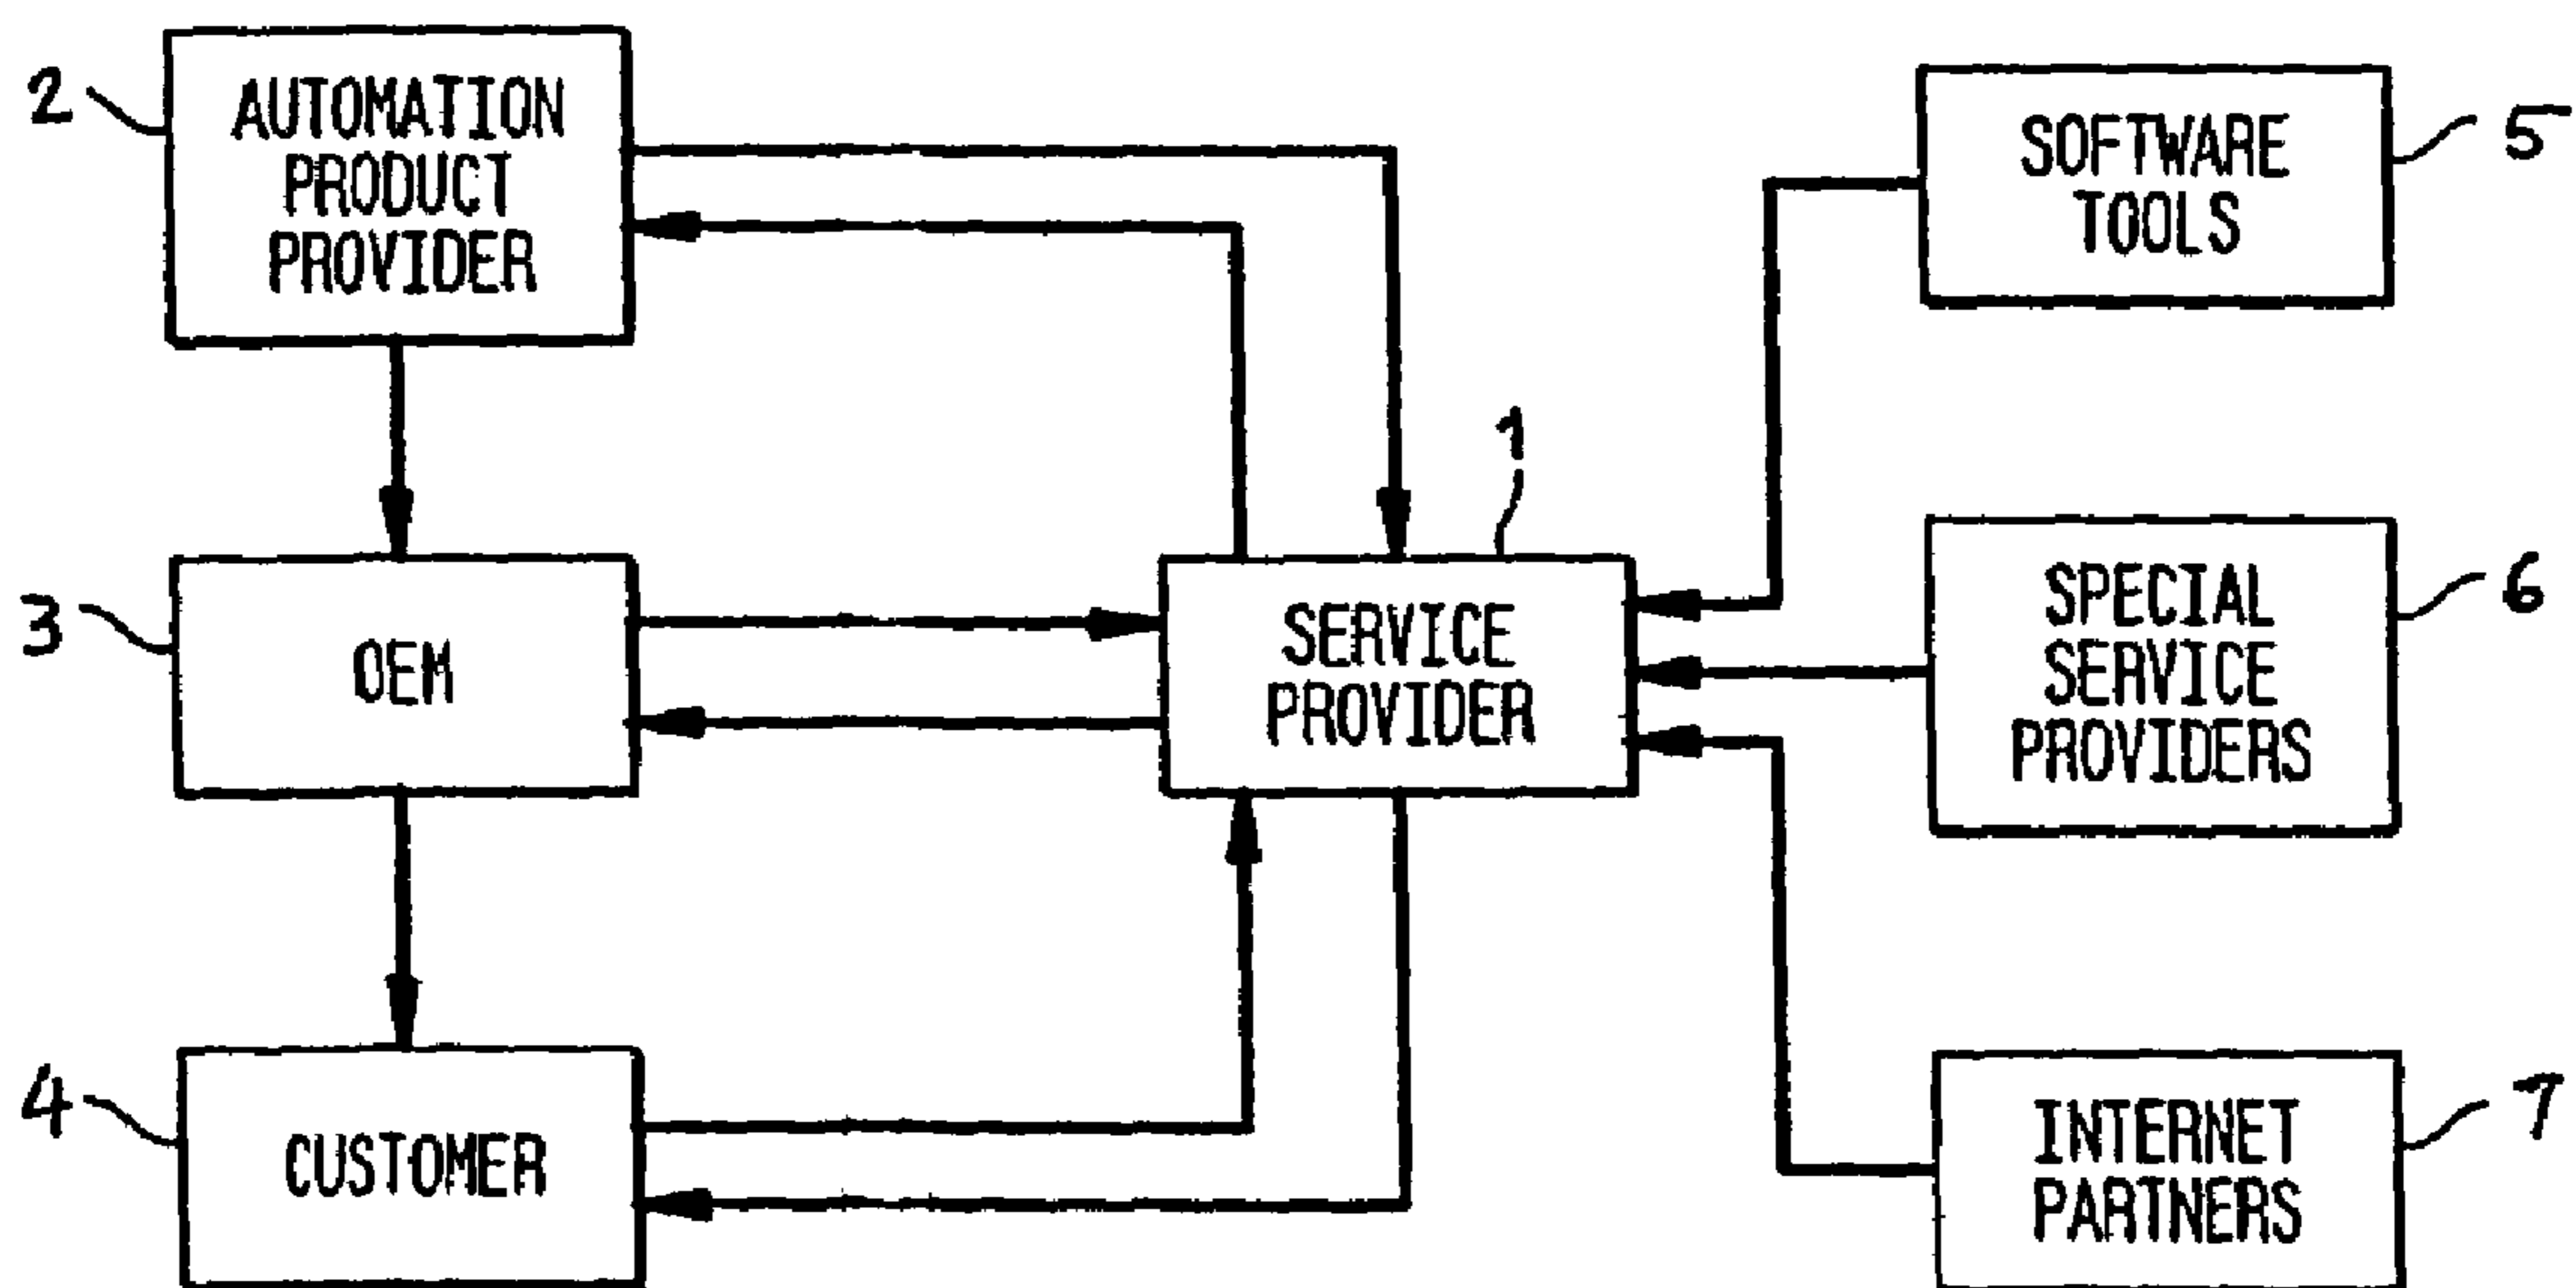 2
AUTOMATION
PRODUCT
PROVIDER
SOFTWARE
TOOLS
5
1
3
OEM
SERVICE
PROVIDER
SPECIAL
SERVICE
PROVIDERS
6
4
CUSTOMER
INTERNET
PARTNERS
7